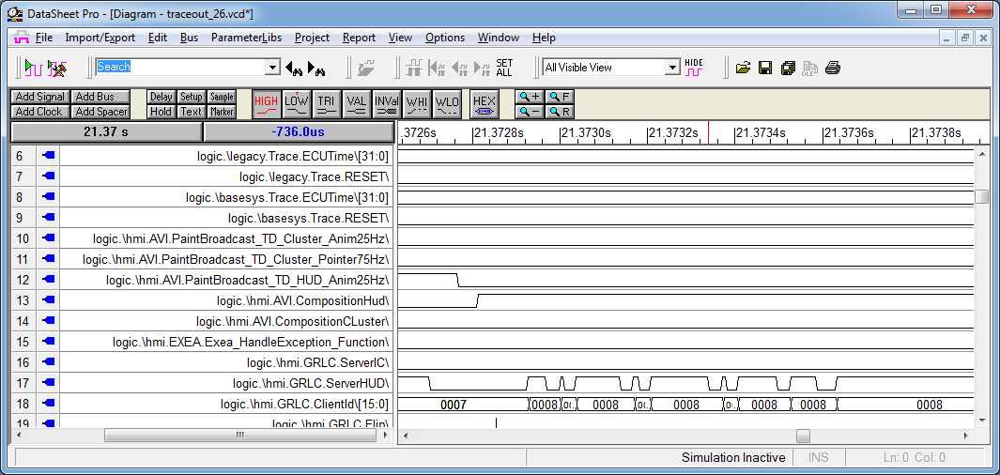 DataSheet Pro - [Diagram - traceout_26.vcd*]
File Import/Export Edit Bus ParameterLibs Project Report View Options Window Help
Search SET ALL All Visible View HIDE OLE
Add Signal Add Bus Delay Setup Sample HIGH LOW TRI VAL INVal WHI WLO HEX + F
Add Clock Add Spacer Hold Text Marker - R
21.37 s -736.0us .3726s 21.3728s 21.3730s 21.3732s 21.3734s 21.3736s 21.3738s
6 logic.\legacy.Trace.ECUTime\[31:0]
7 logic.\legacy.Trace.RESET\
8 logic.\basesys.Trace.ECUTime\[31:0]
9 logic.\basesys.Trace.RESET\
10 logic.\hmi.AVI.PaintBroadcast_TD_Cluster_Anim25Hz\
11 logic.\hmi.AVI.PaintBroadcast_TD_Cluster_Pointer75Hz\
12 logic.\hmi.AVI.PaintBroadcast_TD_HUD_Anim25Hz\
13 logic.\hmi.AVI.CompositionHud\
14 logic.\hmi.AVI.CompositionCLuster\
15 logic.\hmi.EXEA.Exea_HandleException_Function\
16 logic.\hmi.GRLC.ServerIC\
17 logic.\hmi.GRLC.ServerHUD\
18 logic.\hmi.GRLC.ClientId\[15:0] 0007 0008 0(.. 0008 0(.. 0008 0(.. 0008 0008 0008
19 logic.\hmi.GRLC.Flip\
Simulation Inactive INS Ln: 0 Col: 0